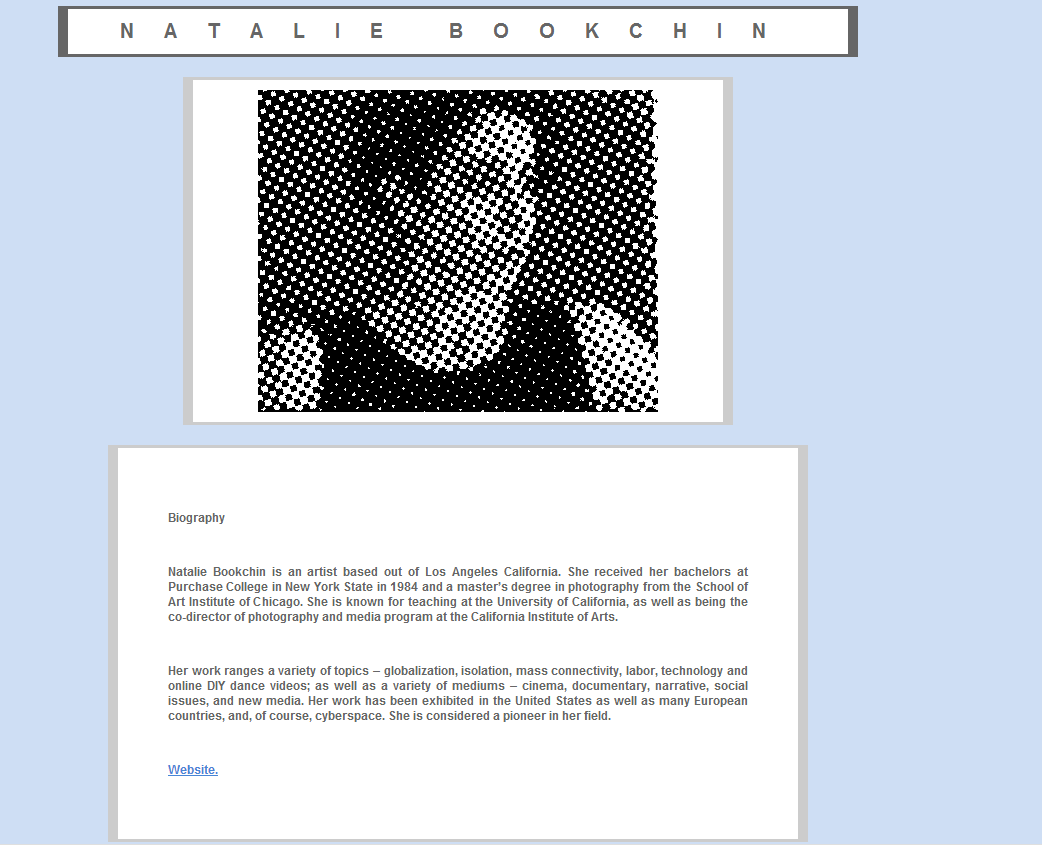 NATALIE BOOKCHIN
Biography
Natalie Bookchin is an artist based out of Los Angeles California. She received her bachelors at
Purchase College in New York State in 1984 and a master's degree in photography from the School of
Art Institute of Chicago. She is known for teaching at the University of California, as well as being the
co-director of photography and media program at the California Institute of Arts.
Her work ranges a variety of topics – globalization, isolation, mass connectivity, labor, technology and
online DIY dance videos; as well as a variety of mediums – cinema, documentary, narrative, social
issues, and new media. Her work has been exhibited in the United States as well as many European
countries, and, of course, cyberspace. She is considered a pioneer in her field.
Website.